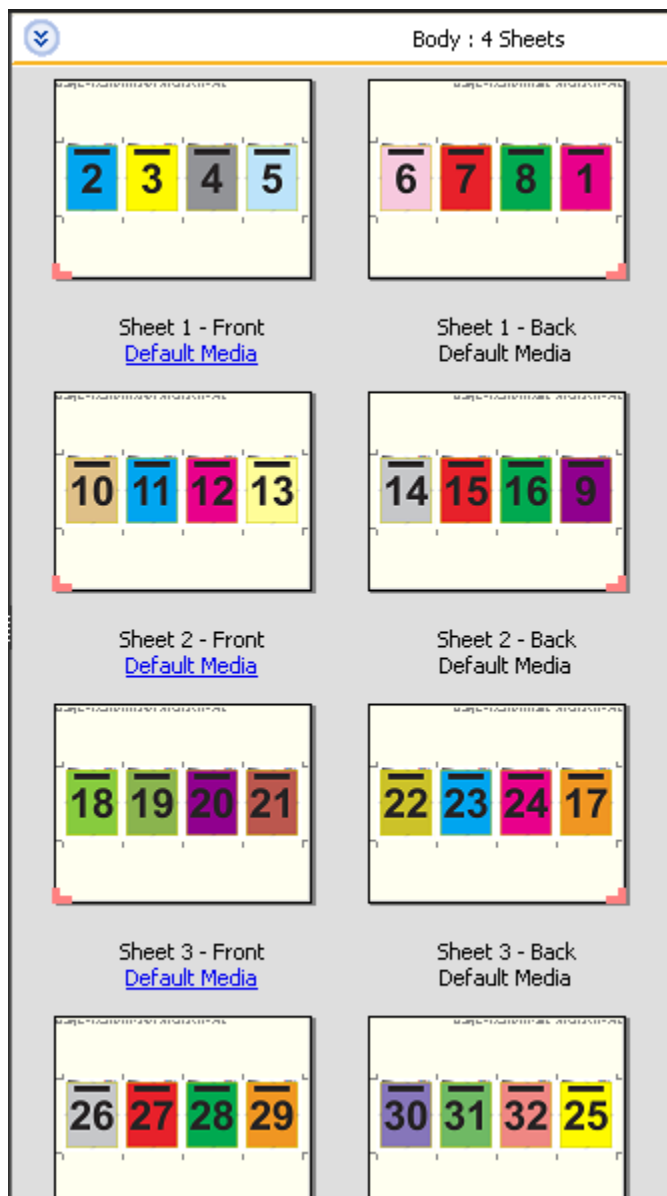 Body : 4 Sheets
2 3 4 5
6 7 8 1
Sheet 1 - Front
Default Media
Sheet 1 - Back
Default Media
10 11 12 13
14 15 16 9
Sheet 2 - Front
Default Media
Sheet 2 - Back
Default Media
18 19 20 21
22 23 24 17
Sheet 3 - Front
Default Media
Sheet 3 - Back
Default Media
26 27 28 29
30 31 32 25